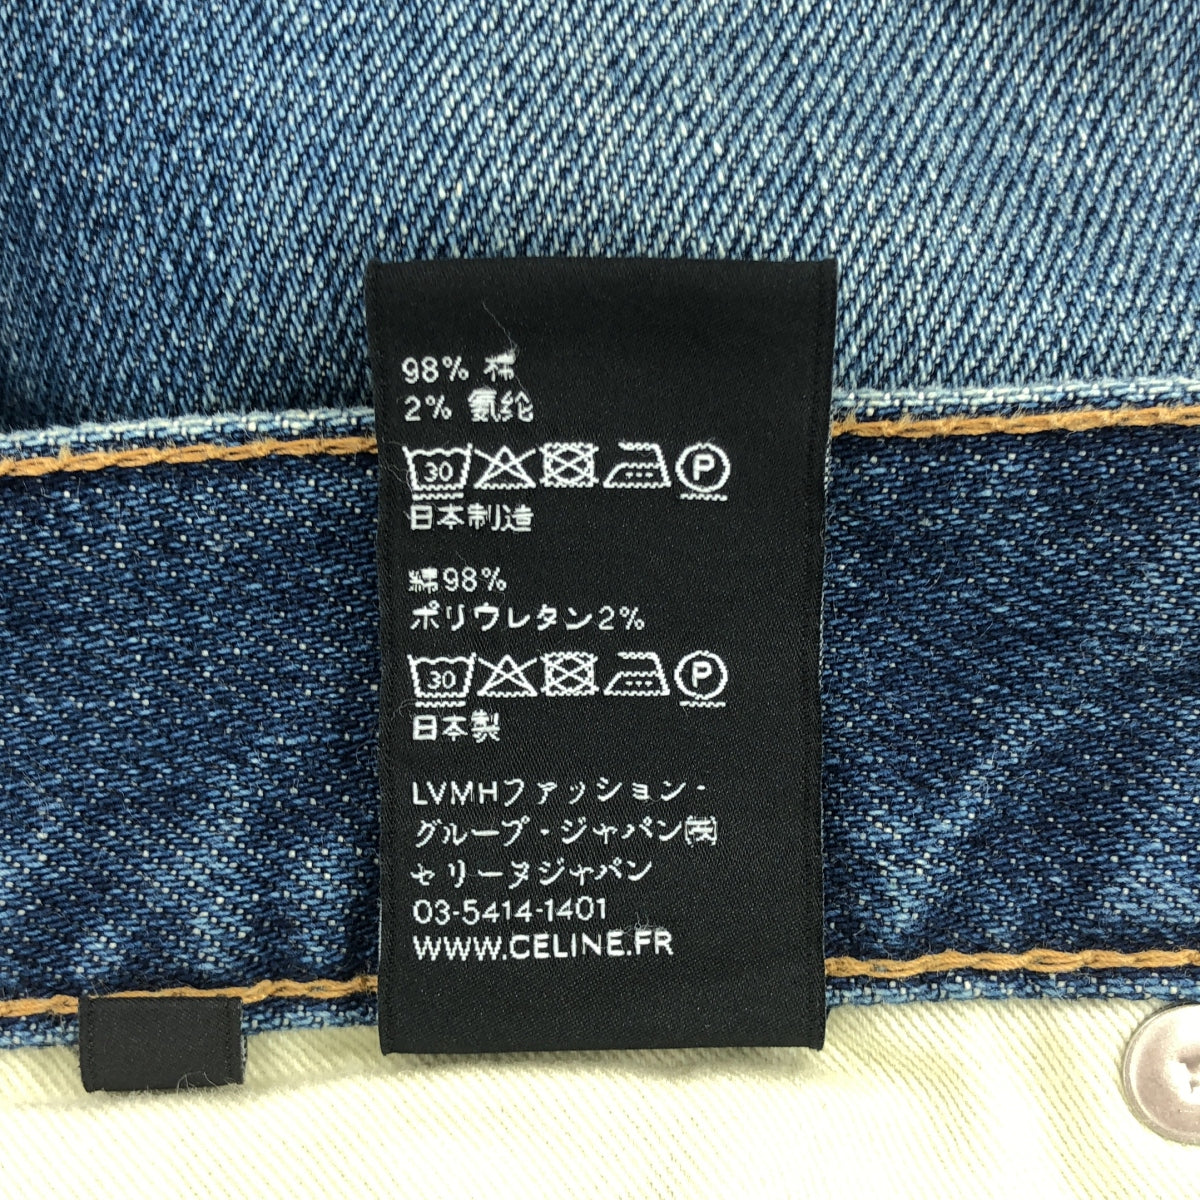 98% 棉
2% 氨纶
30 P
日本制造
綿98%
ポリウレタン2%
30 P
日本製
LVMHファッション・
グループ・ジャパン㈱
セリーヌジャパン
03-5414-1401
WWW.CELINE.FR